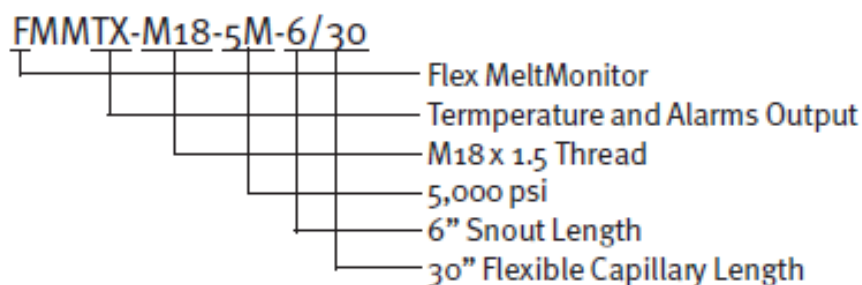 FMMTX-M18-5M-6/30
Flex MeltMonitor
Termperature and Alarms Output
M18 x 1.5 Thread
5,000 psi
6” Snout Length
30” Flexible Capillary Length